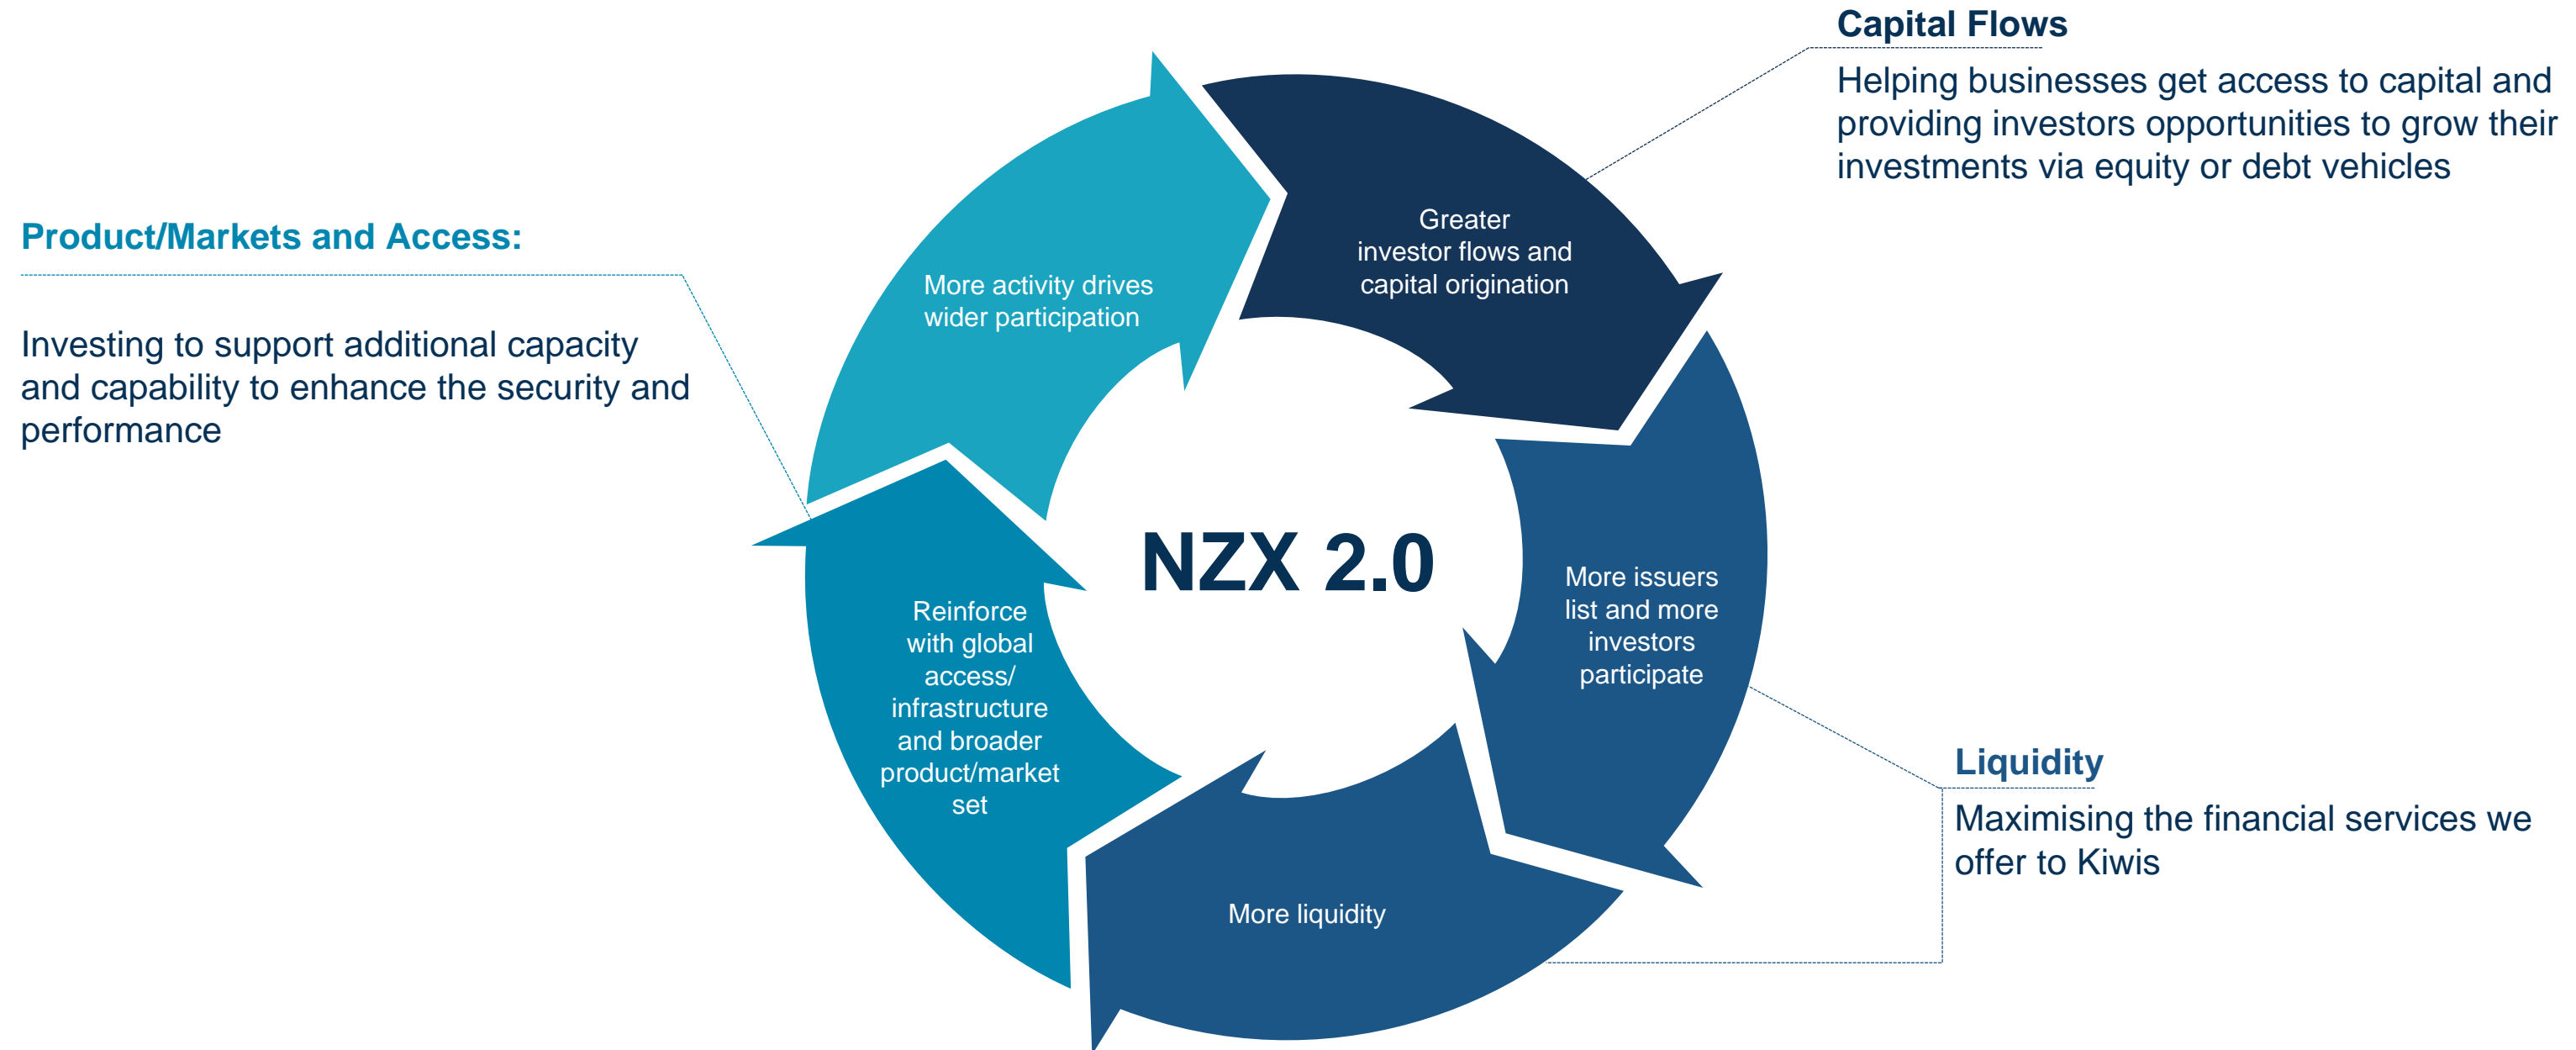 Capital Flows
Helping businesses get access to capital and
providing investors opportunities to grow their
investments via equity or debt vehicles
Product/Markets and Access:
Investing to support additional capacity
and capability to enhance the security and
performance
More activity drives
wider participation
Greater
investor flows and
capital origination
NZX 2.0
More issuers
list and more
investors
participate
Reinforce
with global
access/
infrastructure
and broader
product/market
set
More liquidity
Liquidity
Maximising the financial services we
offer to Kiwis